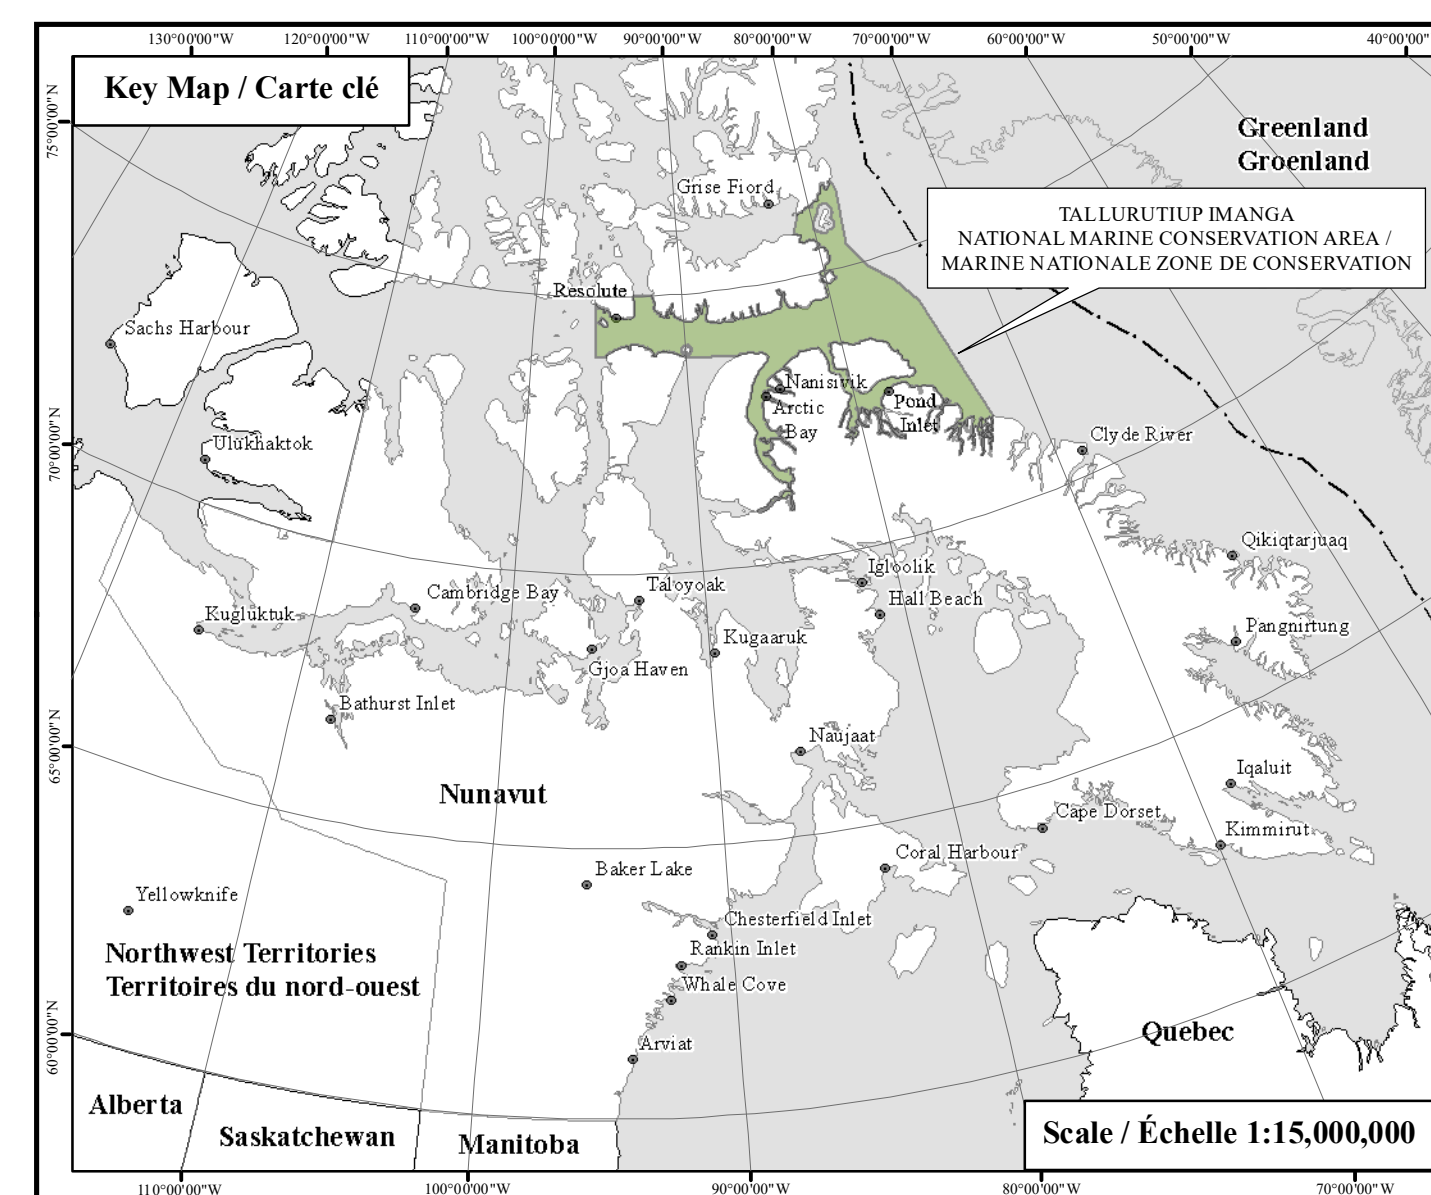 130°00'00"W 120°00'00"W 110°00'00"W 100°00'00"W 90°00'00"W 80°00'00"W 70°00'00"W 60°00'00"W 50°00'00"W 40°00'00"W
Key Map / Carte clé
75°00'00"N
Greenland
Groenland
Grise Fiord
TALLURUTIUP IMANGA
NATIONAL MARINE CONSERVATION AREA /
MARINE NATIONALE ZONE DE CONSERVATION
Resolute
Sachs Harbour
Nanisivik
Arctic
Bay
Pond
Inlet
70°00'00"N
Ulukhaktok
Clyde River
Qikiqtarjuaq
Igloolik
Taloyoak
Cambridge Bay
Hall Beach
Kugluktuk
Pangnirtung
Kugaaruk
Gjoa Haven
Bathurst Inlet
65°00'00"N
Naujaat
Iqaluit
Nunavut
Cape Dorset
Kimmirut
Coral Harbour
Baker Lake
Yellowknife
Chesterfield Inlet
Northwest Territories
Territoires du nord-ouest
Rankin Inlet
Whale Cove
60°00'00"N
Quebec
Arviat
Alberta
Saskatchewan
Manitoba
Scale / Échelle 1:15,000,000
110°00'00"W 100°00'00"W 90°00'00"W 80°00'00"W 70°00'00"W